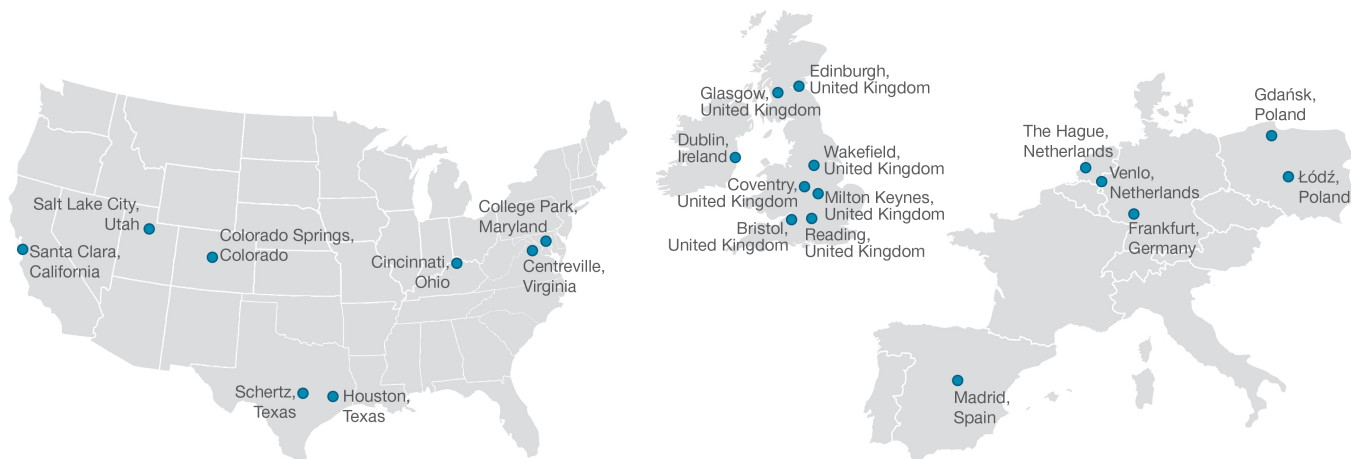 Salt Lake City,
Utah
Santa Clara,
California
Colorado Springs,
Colorado
Cincinnati,
Ohio
College Park,
Maryland
Centreville,
Virginia
Schertz,
Texas
Houston,
Texas
Edinburgh,
United Kingdom
Glasgow,
United Kingdom
Dublin,
Ireland
Wakefield,
United Kingdom
Coventry,
United Kingdom
Milton Keynes,
United Kingdom
Bristol,
United Kingdom
Reading,
United Kingdom
Gdańsk,
Poland
The Hague,
Netherlands
Venlo,
Netherlands
Łódź,
Poland
Frankfurt,
Germany
Madrid,
Spain